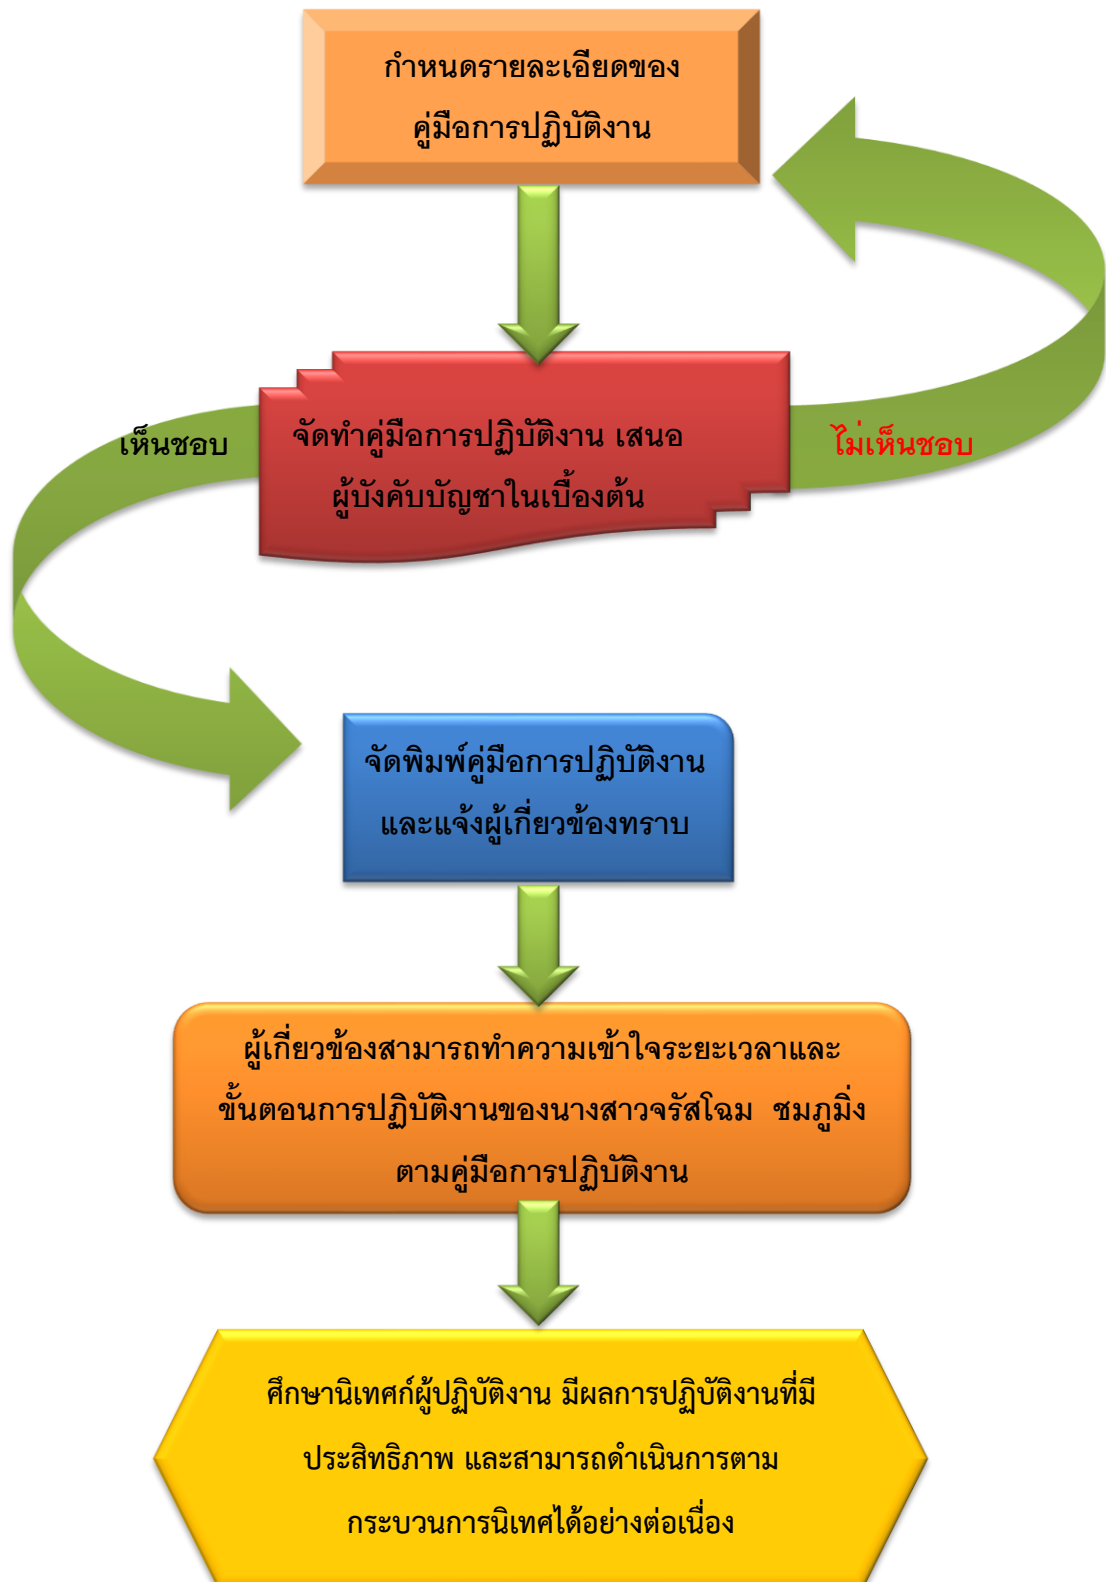 กำหนดรายละเอียดของ
คู่มือการปฏิบัติงาน
เห็นชอบ
จัดทำคู่มือการปฏิบัติงาน เสนอ
ผู้บังคับบัญชาในเบื้องต้น
ไม่เห็นชอบ
จัดพิมพ์คู่มือการปฏิบัติงาน
และแจ้งผู้เกี่ยวข้องทราบ
ผู้เกี่ยวข้องสามารถทำความเข้าใจระยะเวลาและ
ขั้นตอนการปฏิบัติงานของนางสาวจรัสโฉม ชมภูมิ่ง
ตามคู่มือการปฏิบัติงาน
ศึกษานิเทศก์ผู้ปฏิบัติงาน มีผลการปฏิบัติงานที่มี
ประสิทธิภาพ และสามารถดำเนินการตาม
กระบวนการนิเทศได้อย่างต่อเนื่อง